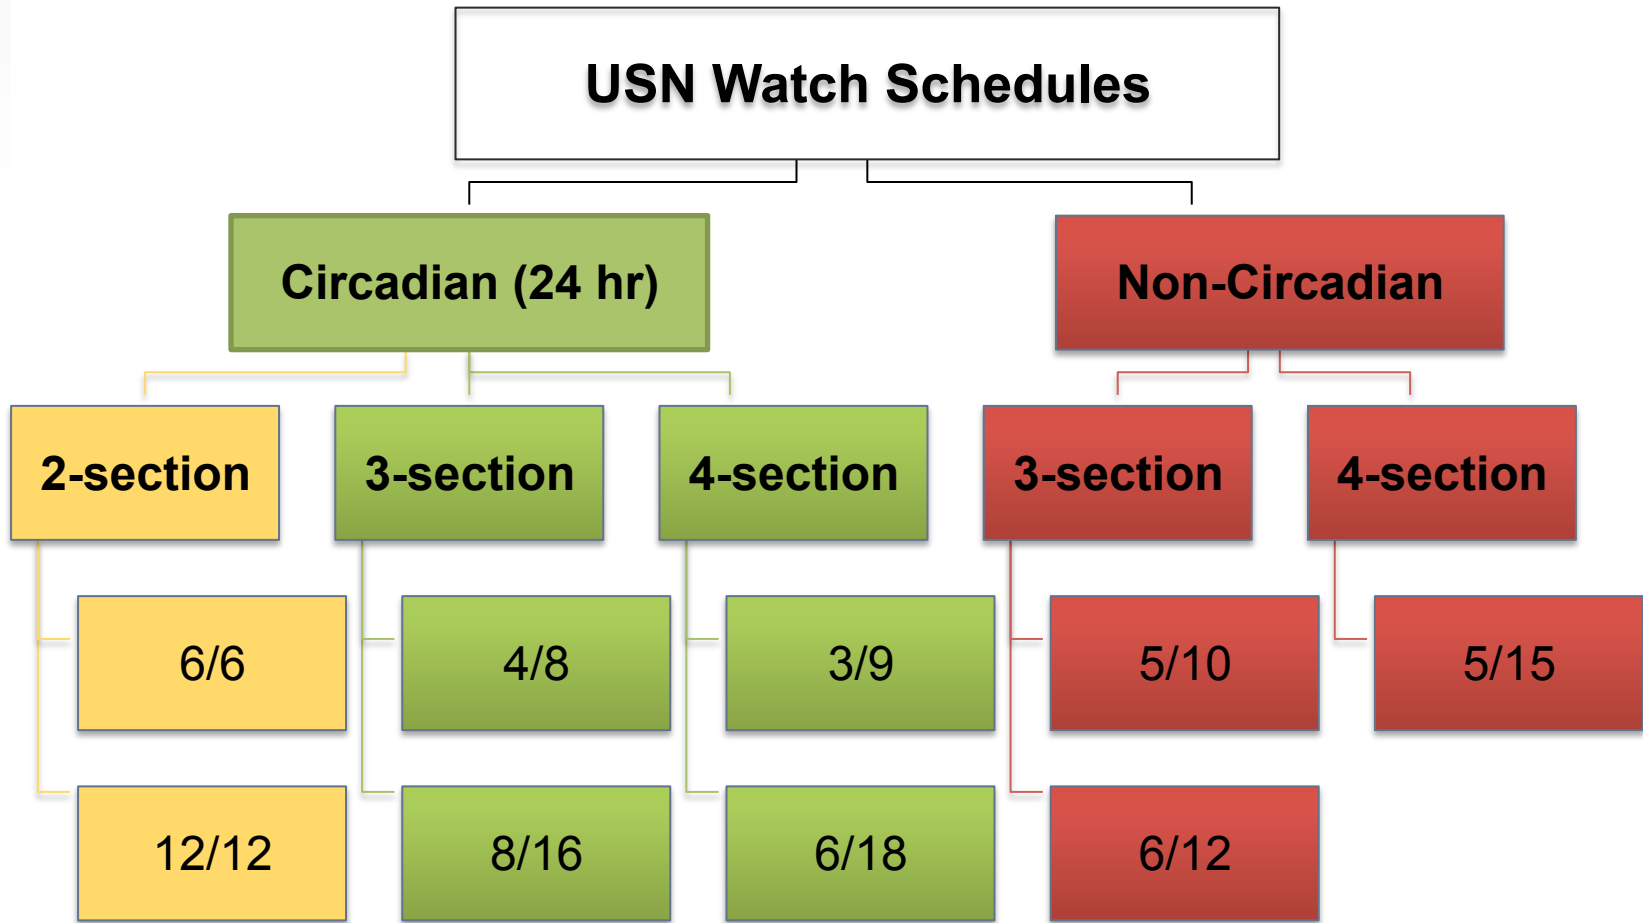 USN Watch Schedules
Circadian (24 hr)
Non-Circadian
2-section
3-section
4-section
3-section
4-section
6/6
4/8
3/9
5/10
5/15
12/12
8/16
6/18
6/12